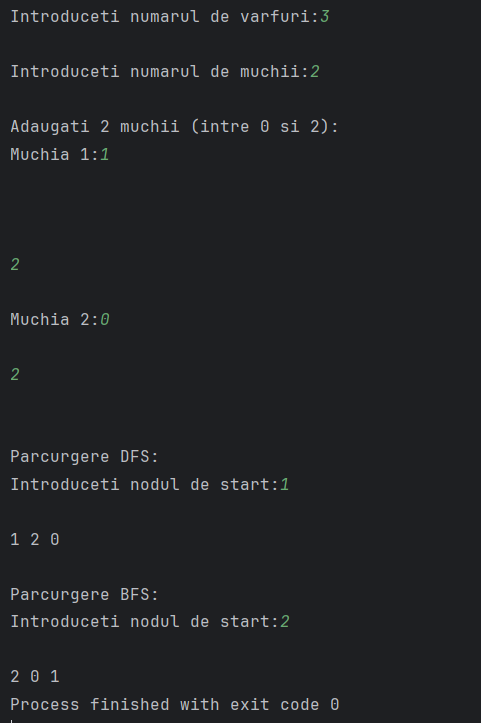 Introduceti numarul de varfuri:3
Introduceti numarul de muchii:2
Adaugati 2 muchii (intre 0 si 2):
Muchia 1:1
2
Muchia 2:0
2
Parcurgere DFS:
Introduceti nodul de start:1
1 2 0
Parcurgere BFS:
Introduceti nodul de start:2
2 0 1
Process finished with exit code 0